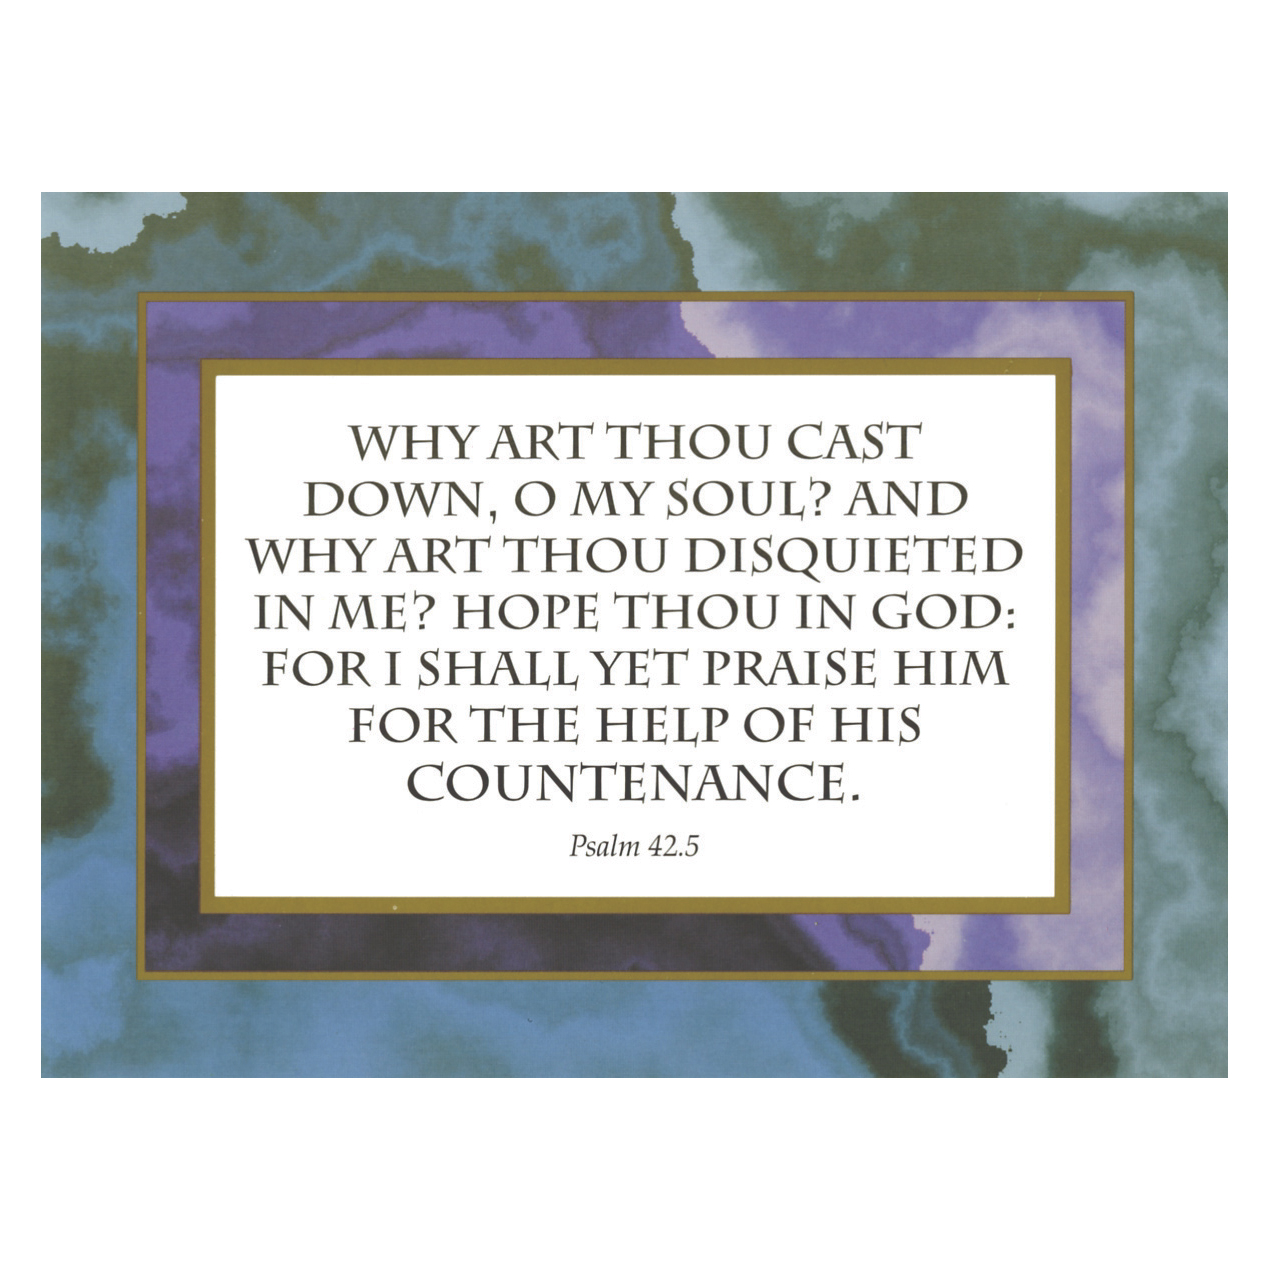 WHY ART THOU CAST
DOWN, O MY SOUL? AND
WHY ART THOU DISQUIETED
IN ME? HOPE THOU IN GOD:
FOR I SHALL YET PRAISE HIM
FOR THE HELP OF HIS
COUNTENANCE.
Psalm 42.5